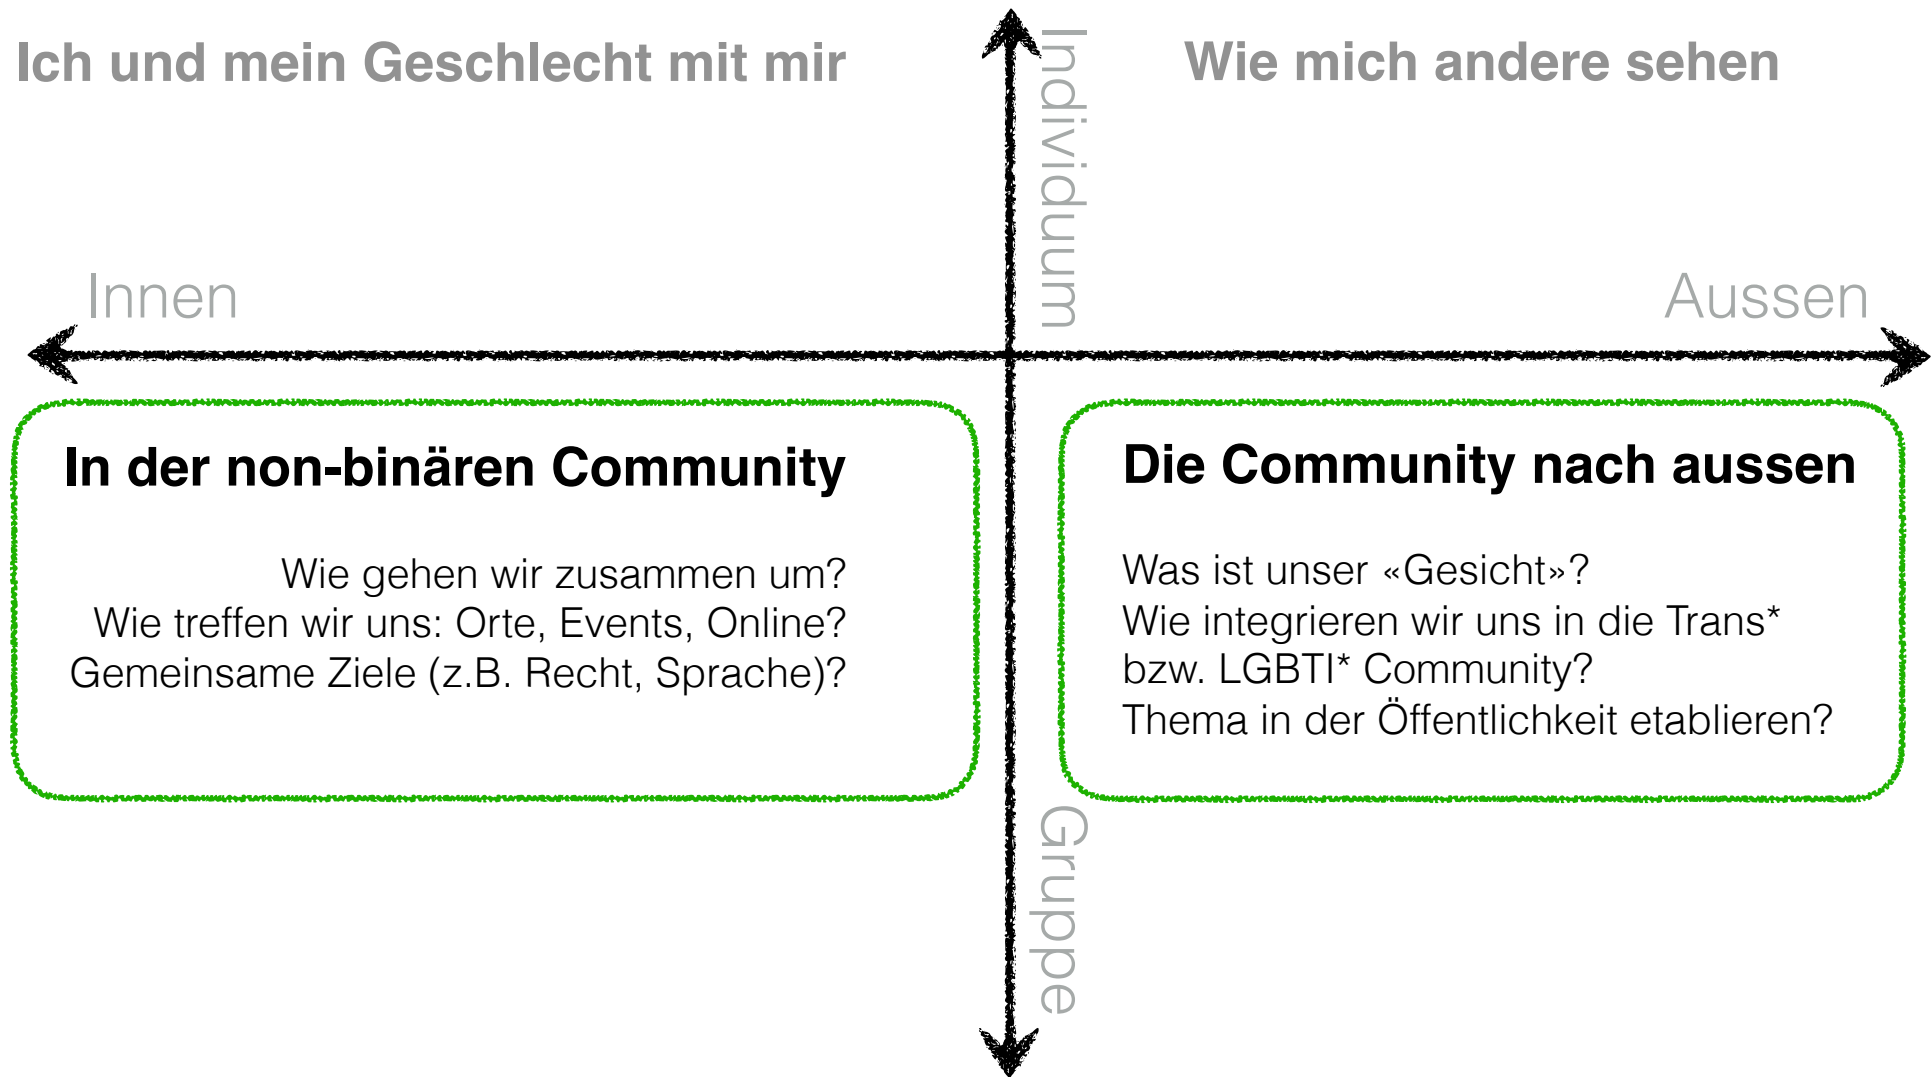 Ich und mein Geschlecht mit mir
Wie mich andere sehen
Individuum
Innen
Aussen
In der non-binären Community
Wie gehen wir zusammen um?
Wie treffen wir uns: Orte, Events, Online?
Gemeinsame Ziele (z.B. Recht, Sprache)?
Die Community nach aussen
Was ist unser «Gesicht»?
Wie integrieren wir uns in die Trans*
bzw. LGBTI* Community?
Thema in der Öffentlichkeit etablieren?
Gruppe